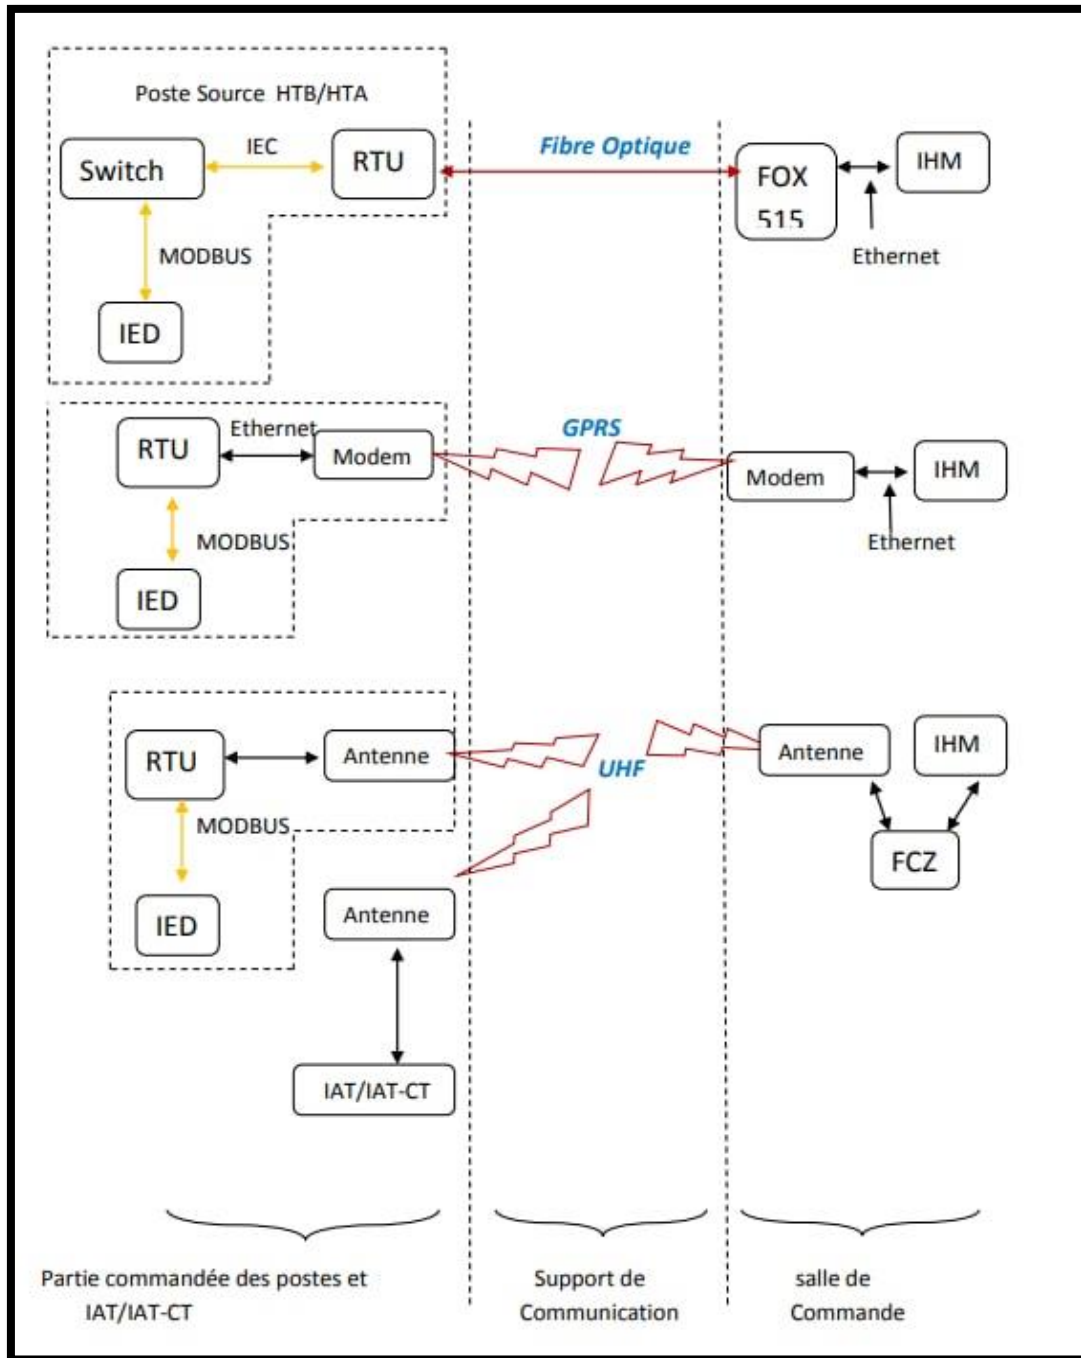 Poste Source HTB/HTA
Switch
IEC
RTU
Fibre Optique
FOX
515
IHM
Ethernet
MODBUS
IED
RTU
Ethernet
Modem
GPRS
Modem
IHM
Ethernet
MODBUS
IED
RTU
Antenne
UHF
Antenne
IHM
MODBUS
FCZ
IED
Antenne
IAT/IAT-CT
Partie commandée des postes et
IAT/IAT-CT
Support de
Communication
salle de
Commande